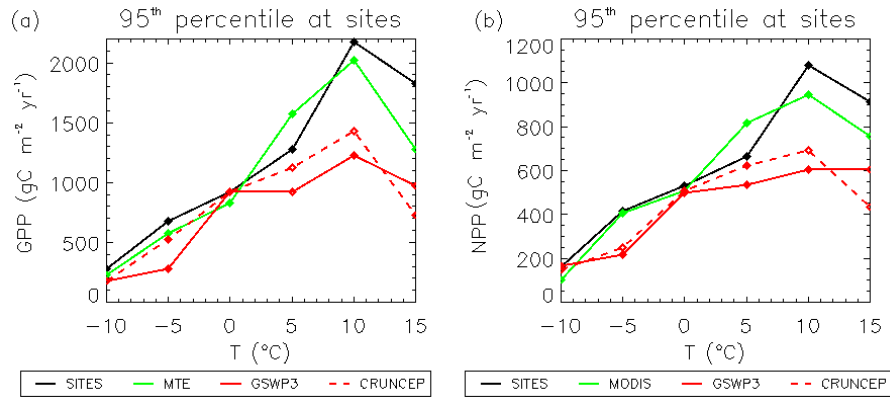 (a) 95th percentile at sites
GPP (gC m⁻² yr⁻¹)
2000
1500
1000
500
0
−10 −5 0 5 10 15
T (°C)
SITES MTE GSWP3 CRUNCEP
(b) 95th percentile at sites
NPP (gC m⁻² yr⁻¹)
1200
1000
800
600
400
200
0
−10 −5 0 5 10 15
T (°C)
SITES MODIS GSWP3 CRUNCEP